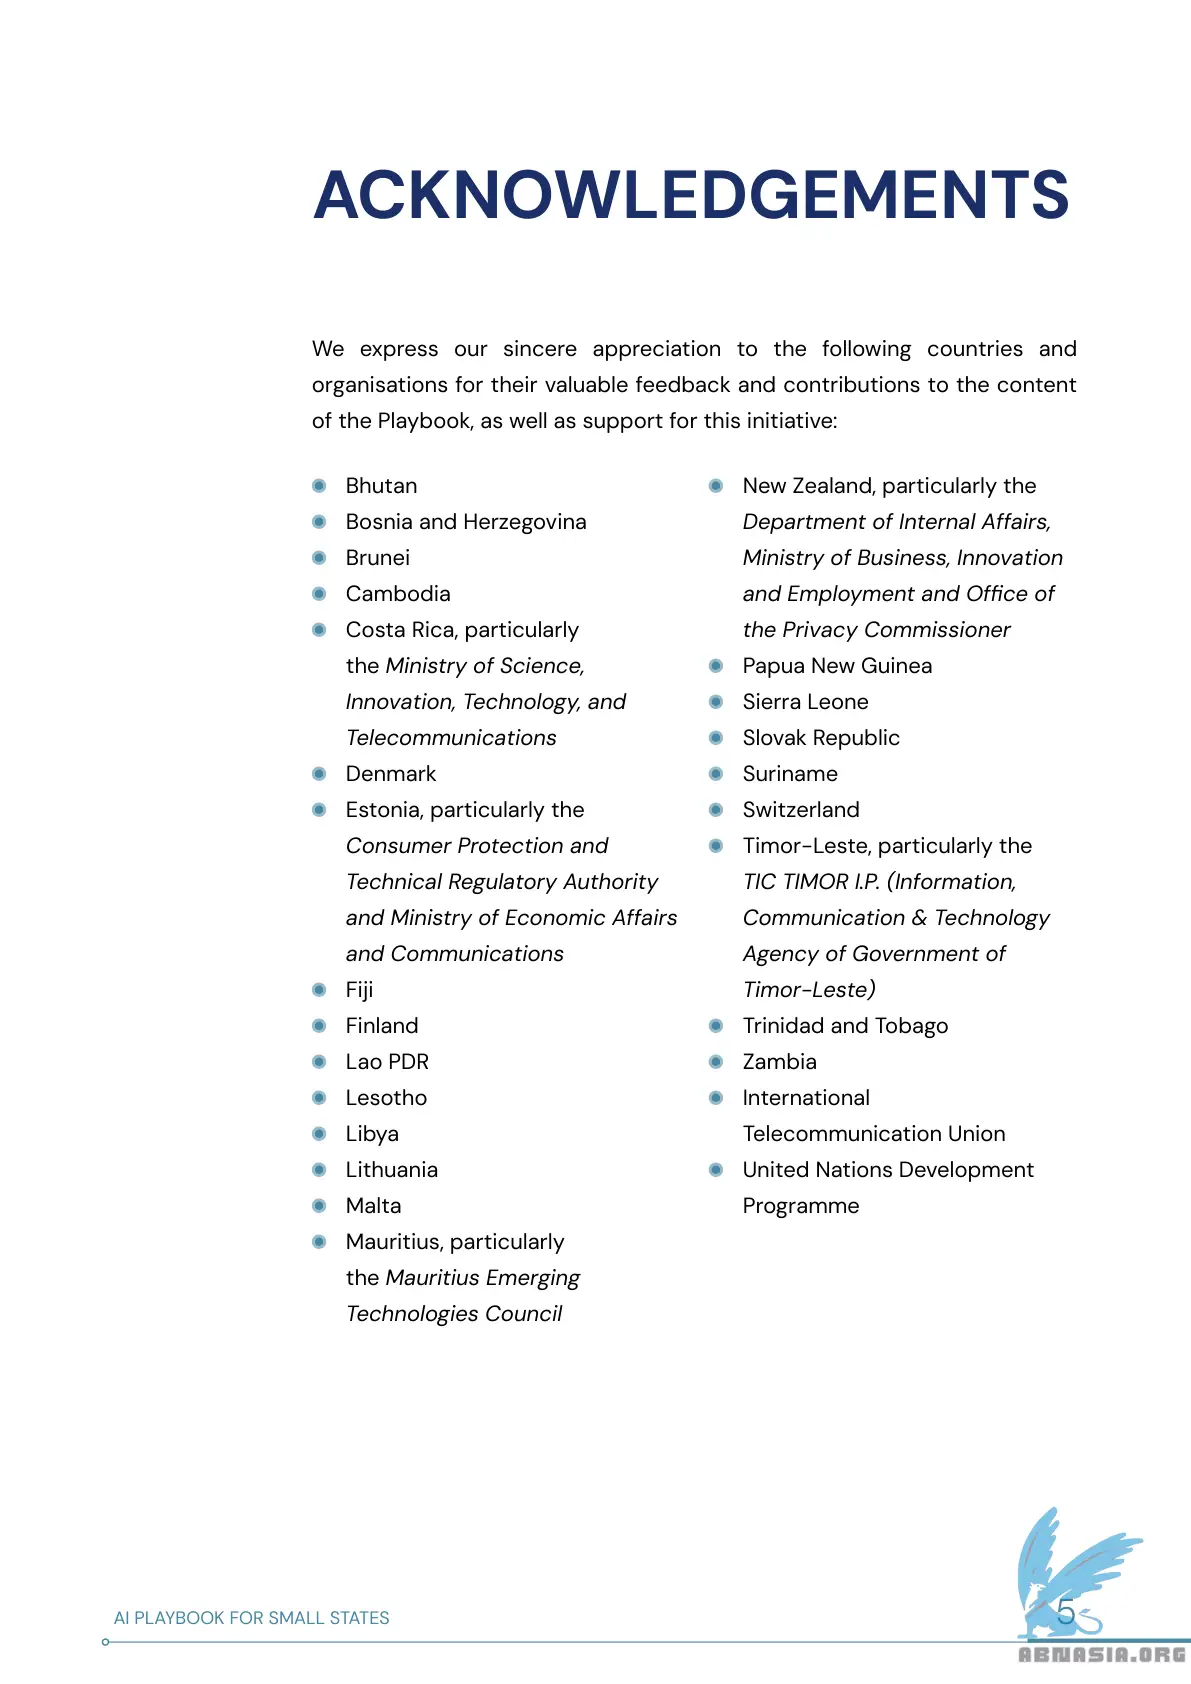 ACKNOWLEDGEMENTS
We express our sincere appreciation to the following countries and
organisations for their valuable feedback and contributions to the content
of the Playbook, as well as support for this initiative:
Bhutan
Bosnia and Herzegovina
Brunei
Cambodia
Costa Rica, particularly
the Ministry of Science,
Innovation, Technology, and
Telecommunications
Denmark
Estonia, particularly the
Consumer Protection and
Technical Regulatory Authority
and Ministry of Economic Affairs
and Communications
Fiji
Finland
Lao PDR
Lesotho
Libya
Lithuania
Malta
Mauritius, particularly
the Mauritius Emerging
Technologies Council
New Zealand, particularly the
Department of Internal Affairs,
Ministry of Business, Innovation
and Employment and Office of
the Privacy Commissioner
Papua New Guinea
Sierra Leone
Slovak Republic
Suriname
Switzerland
Timor-Leste, particularly the
TIC TIMOR I.P. (Information,
Communication & Technology
Agency of Government of
Timor-Leste)
Trinidad and Tobago
Zambia
International
Telecommunication Union
United Nations Development
Programme
AI PLAYBOOK FOR SMALL STATES
5
ABNASIA.ORG